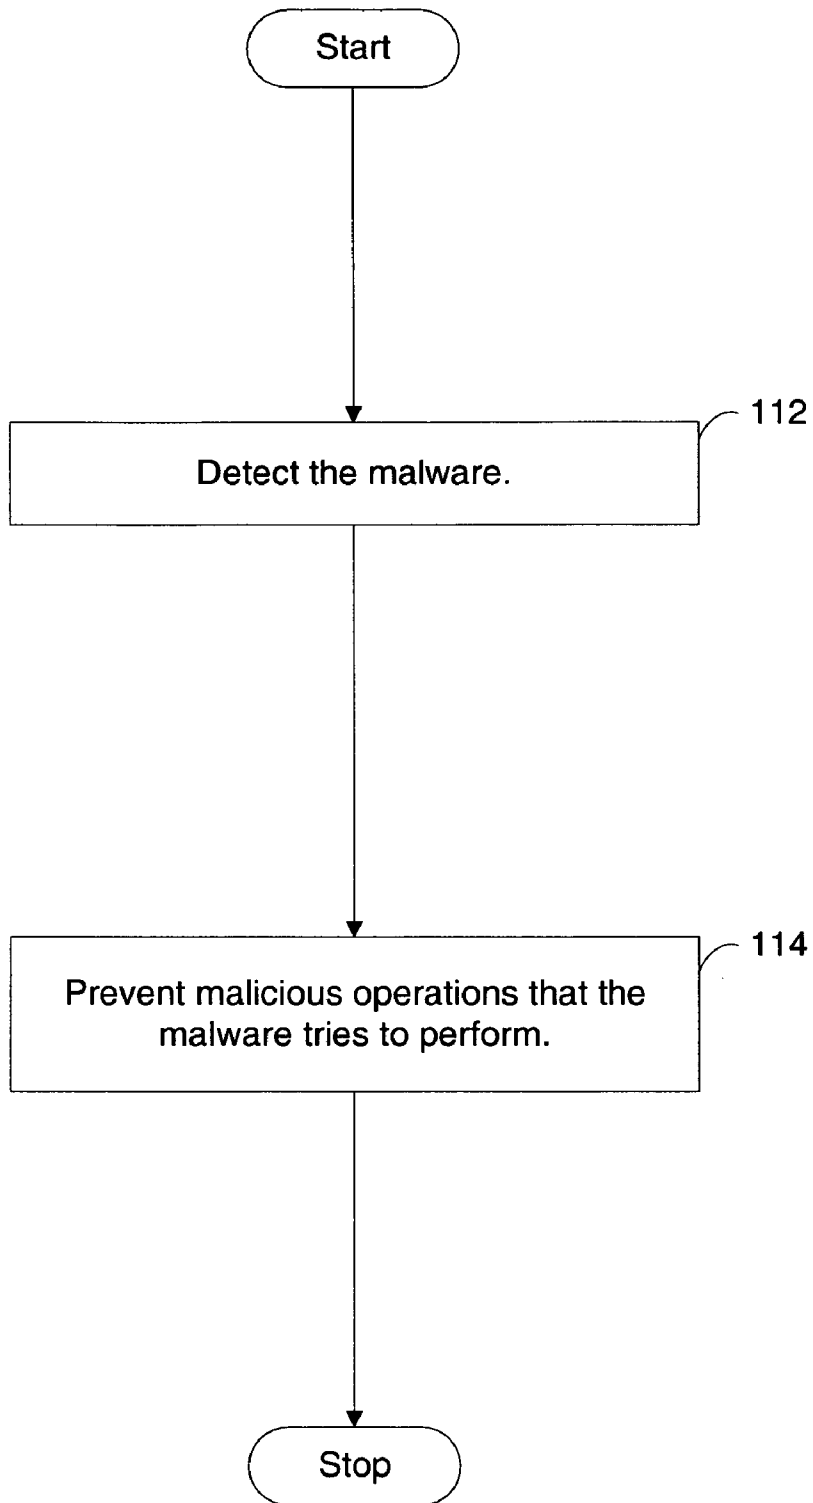 Start
112
Detect the malware.
114
Prevent malicious operations that the
malware tries to perform.
Stop